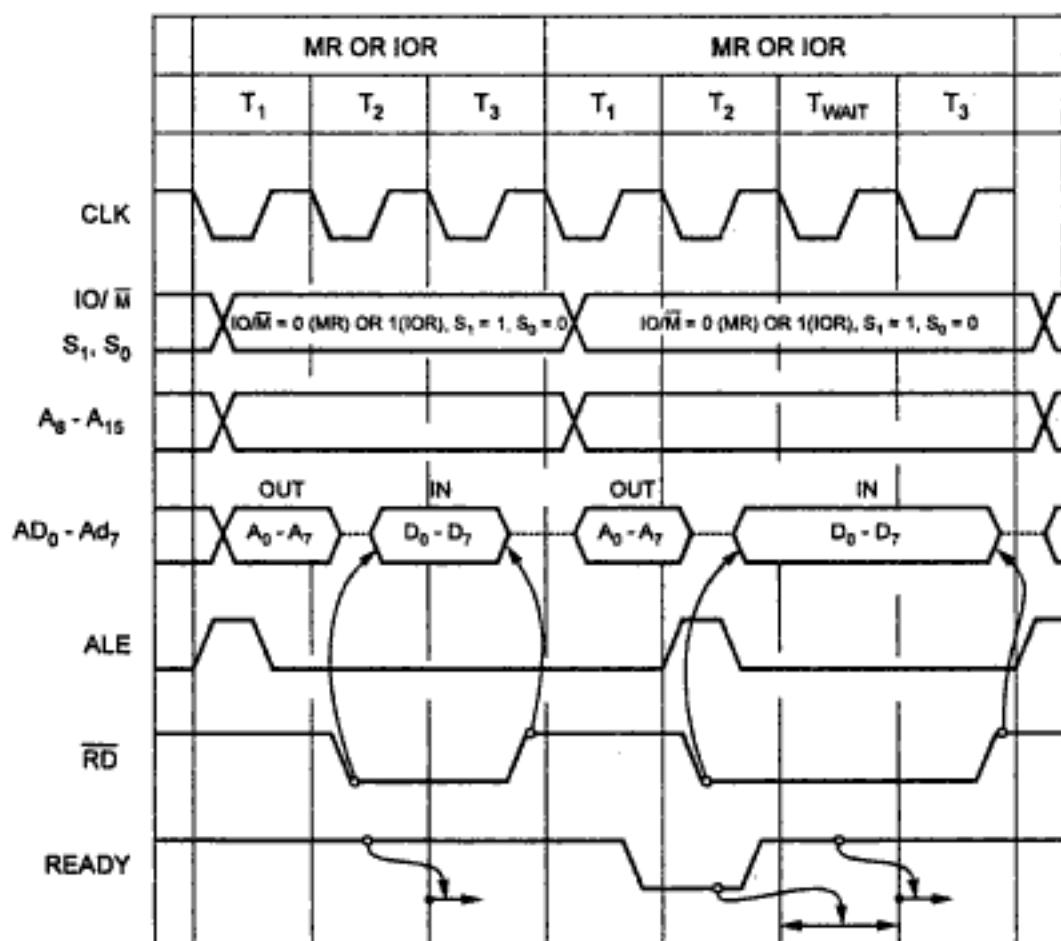 MR OR IOR MR OR IOR
T₁ T₂ T₃ T₁ T₂ T_WAIT T₃
CLK
IO/M̅
S₁, S₀
IO/M̅ = 0 (MR) OR 1(IOR), S₁ = 1, S₀ = 0 IO/M̅ = 0 (MR) OR 1(IOR), S₁ = 1, S₀ = 0
A₈ - A₁₅
OUT IN OUT IN
AD₀ - Ad₇ A₀ - A₇ D₀ - D₇ A₀ - A₇ D₀ - D₇
ALE
R̅D̅
READY